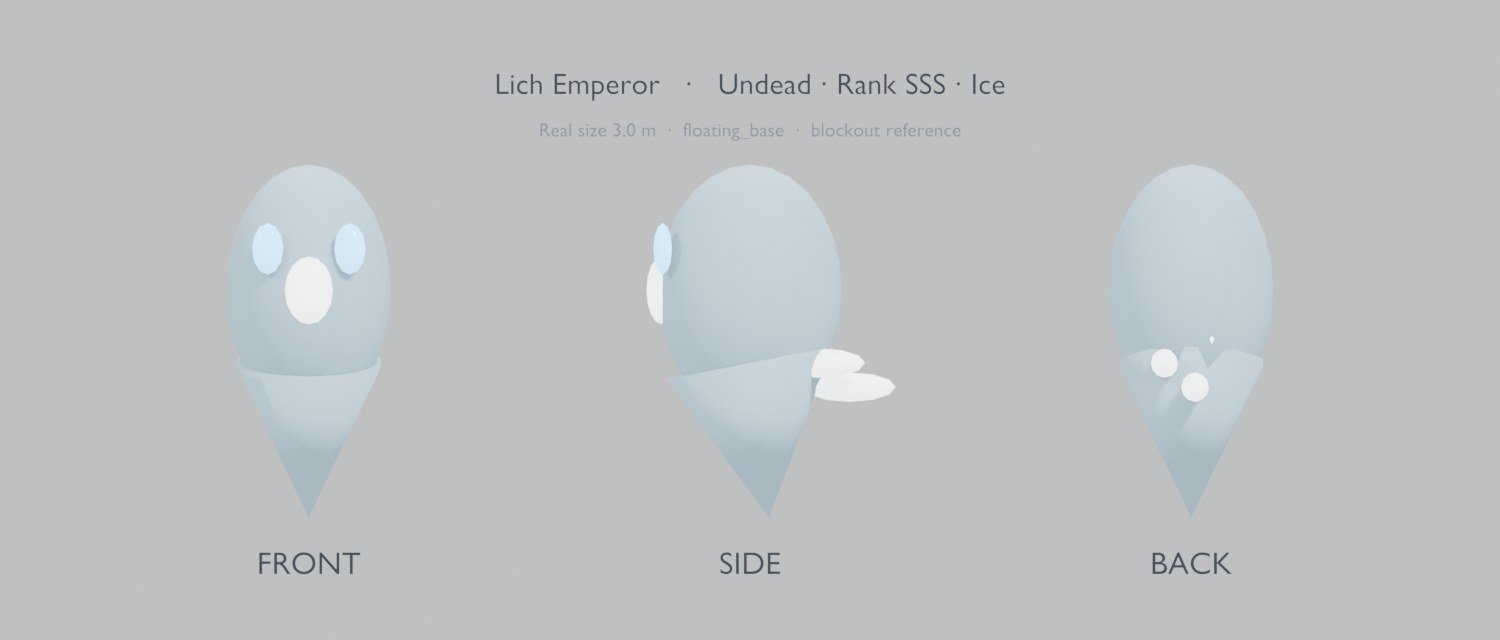 Lich Emperor · Undead · Rank SSS · Ice
Real size 3.0 m · floating_base · blockout reference
FRONT SIDE BACK